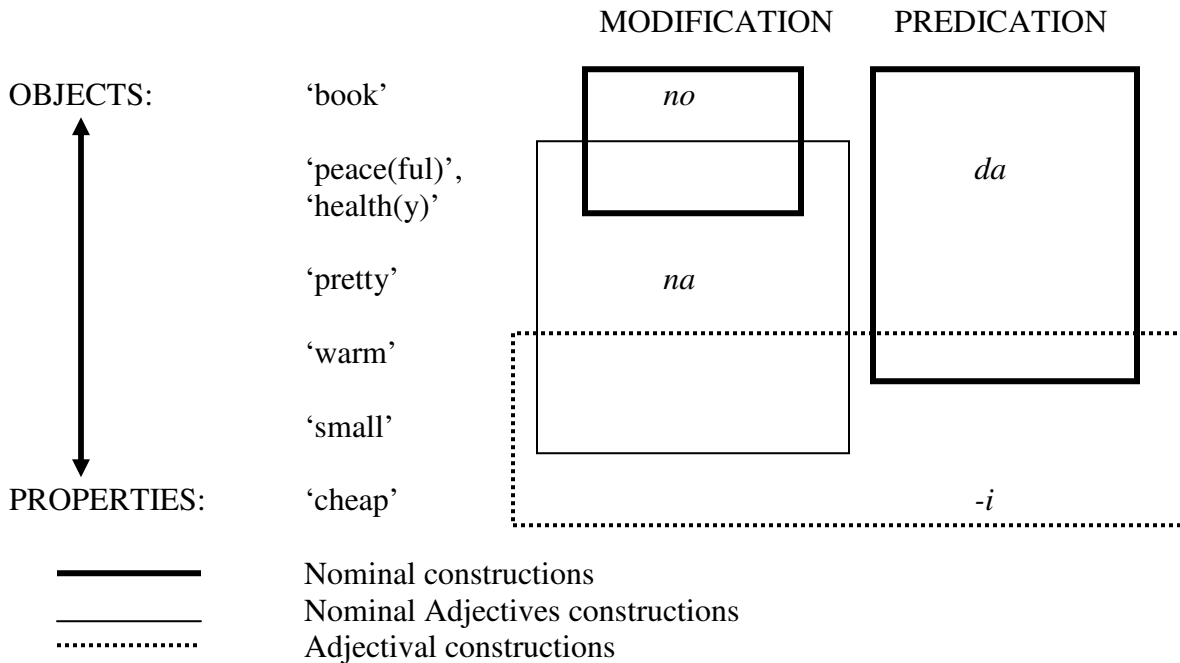 MODIFICATION PREDICATION
OBJECTS: ‘book’ no
‘peace(ful)’, da
‘health(y)’
‘pretty’ na
‘warm’
‘small’
PROPERTIES: ‘cheap’ -i
Nominal constructions
Nominal Adjectives constructions
Adjectival constructions